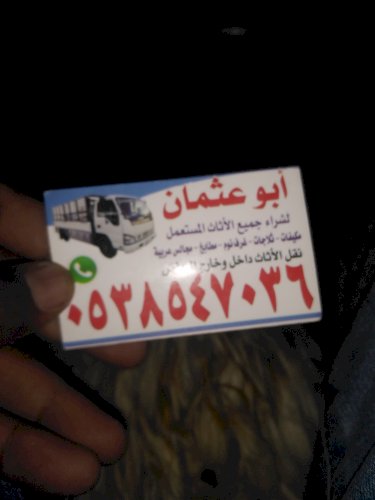 أبو عثمان
لشراء جميع الأثاث المستعمل
مكيفات - ثلاجات - غرف نوم - مطابخ - مجالس عربية
نقل الأثاث داخل وخارج
٠٥٣٨٥٤٧٠٣٦